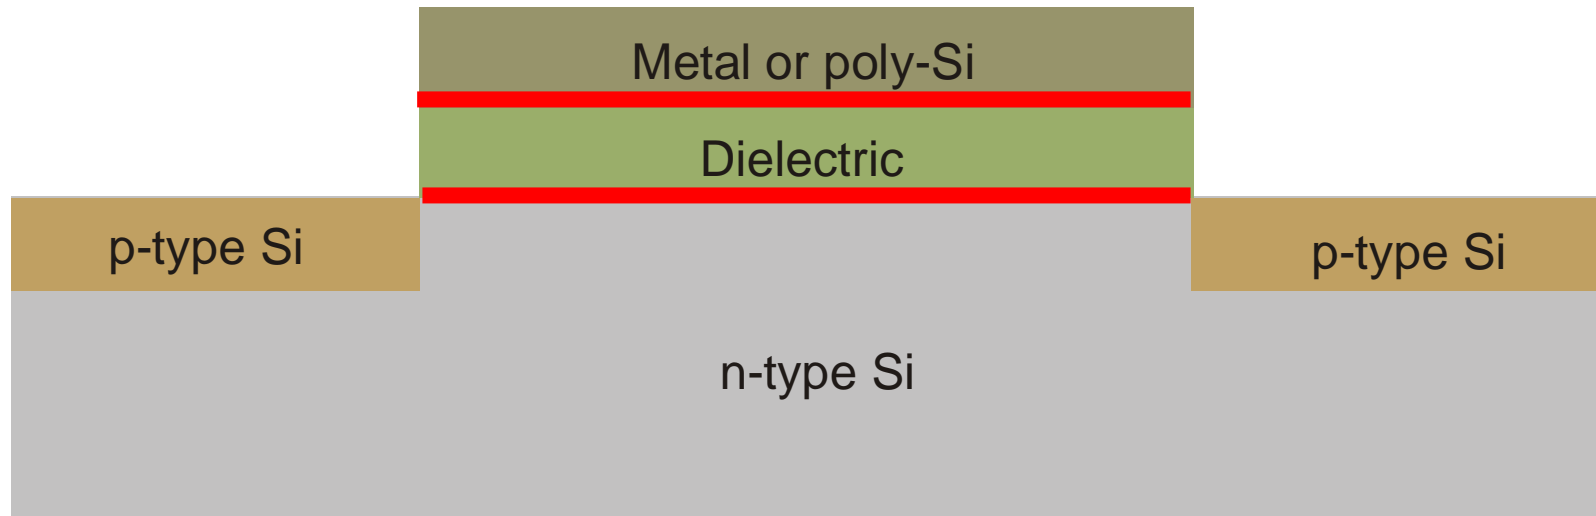 Metal or poly-Si
Dielectric
p-type Si
p-type Si
n-type Si